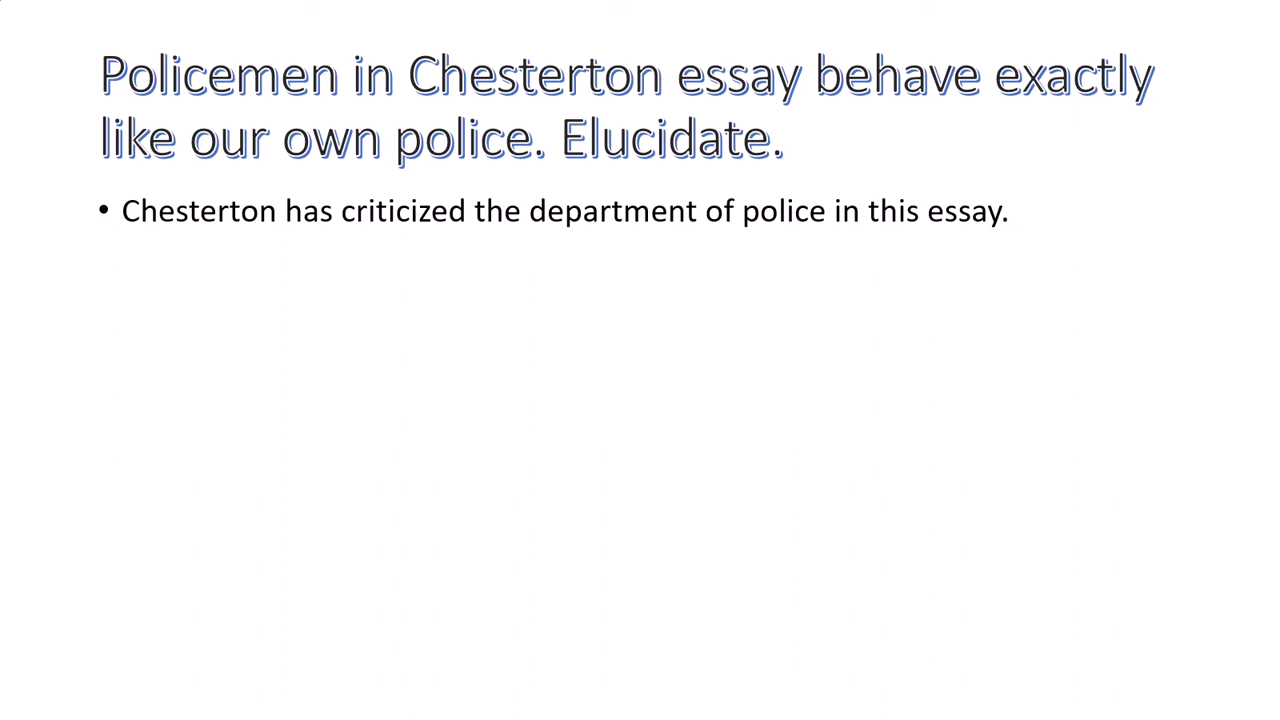 Policemen in Chesterton essay behave exactly
like our own police. Elucidate.
• Chesterton has criticized the department of police in this essay.